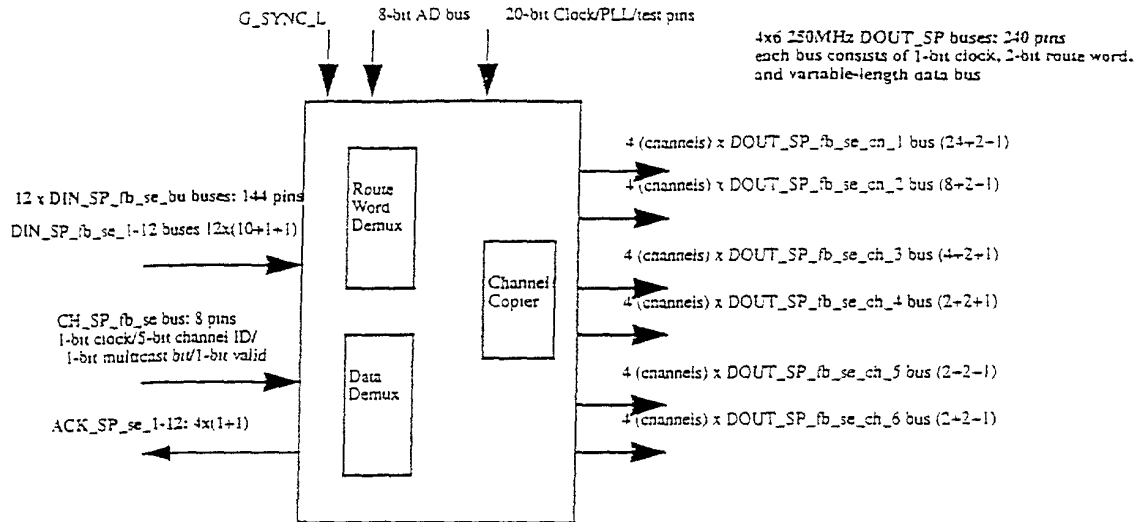 G_SYNC_L
8-bit AD bus
20-bit Clock/PLL/test pins
4x6 250MHz DOUT_SP buses: 240 pins
each bus consists of 1-bit clock, 2-bit route word,
and variable-length data bus
12 x DIN_SP_fb_se_bu buses: 144 pins
DIN_SP_fb_se_1-12 buses 12x(10+1+1)
CH_SP_fb_se bus: 8 pins
1-bit clock/5-bit channel ID/
1-bit multicast bit/1-bit valid
ACK_SP_se_1-12: 4x(1+1)
Route
Word
Demux
Data
Demux
Channel
Copier
4 (channels) x DOUT_SP_fb_se_ch_1 bus (24+2+1)
4 (channels) x DOUT_SP_fb_se_ch_2 bus (8+2+1)
4 (channels) x DOUT_SP_fb_se_ch_3 bus (4+2+1)
4 (channels) x DOUT_SP_fb_se_ch_4 bus (2+2+1)
4 (channels) x DOUT_SP_fb_se_ch_5 bus (2+2+1)
4 (channels) x DOUT_SP_fb_se_ch_6 bus (2+2+1)